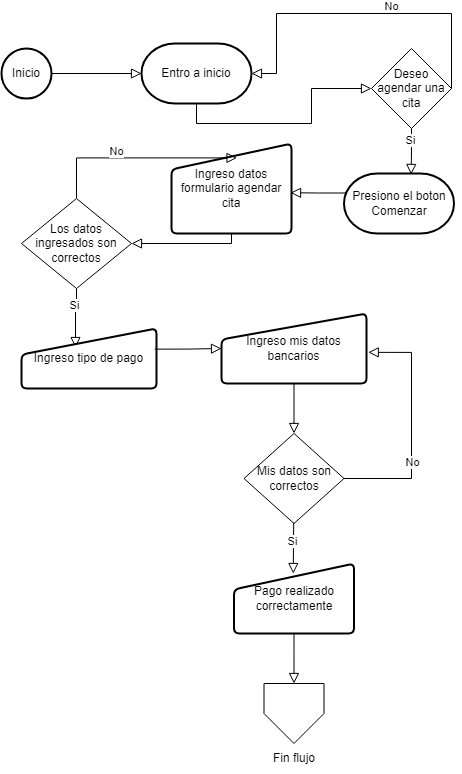 No
Inicio
Entro a inicio
Deseo
agendar una
cita
Si
No
Ingreso datos
formulario agendar
cita
Presiono el boton
Comenzar
Los datos
ingresados son
correctos
Si
Ingreso tipo de pago
Ingreso mis datos
bancarios
No
Mis datos son
correctos
Si
Pago realizado
correctamente
Fin flujo